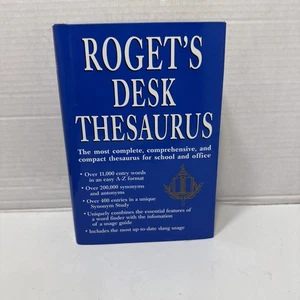 ROGET'S
DESK
THESAURUS
The most complete, comprehensive, and
compact thesaurus for school and office
• Over 11,000 entry words
in an easy A-Z format
• Over 200,000 synonyms
and antonyms
• Over 400 entries in a unique
Synonym Study
• Uniquely combines the essential features of
a word finder with the infomation
of a usage guide
• Includes the most up to date slang usage